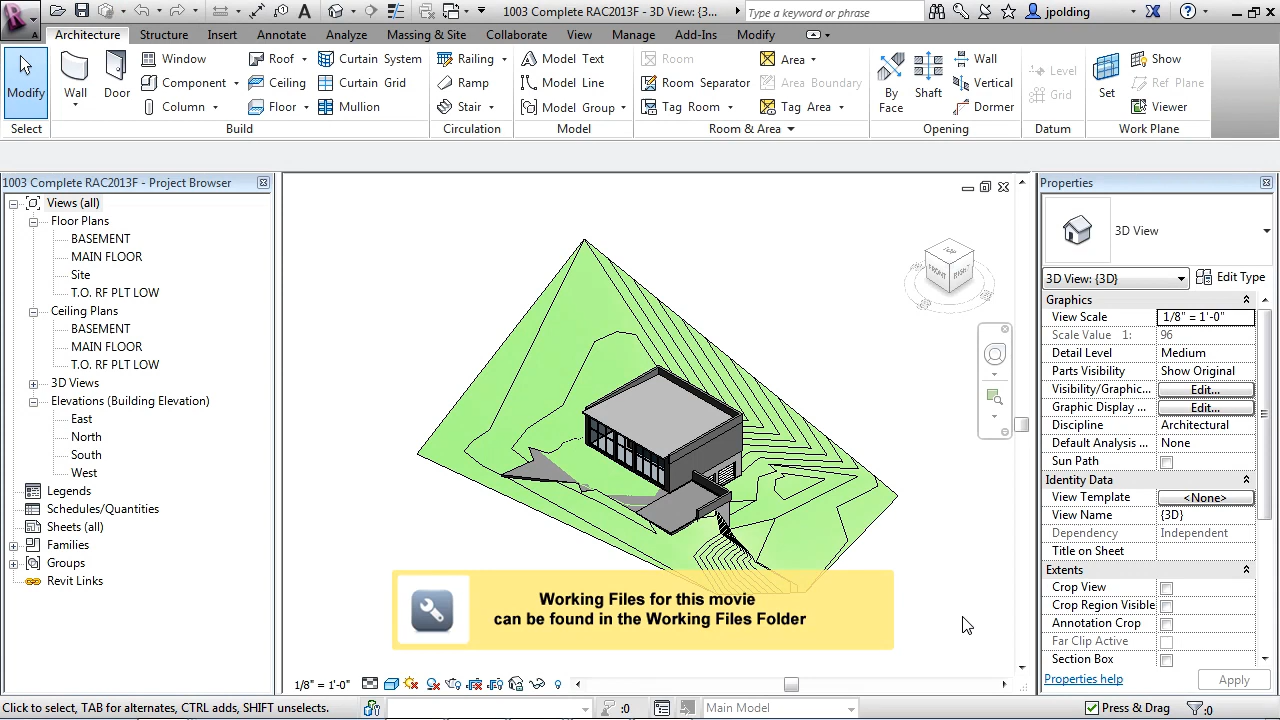 1003 Complete RAC2013F - 3D View: {3...
Type a keyword or phrase
jpolding
Architecture Structure Insert Annotate Analyze Massing & Site Collaborate View Manage Add-Ins Modify
Modify Wall Door Window Roof Curtain System Railing Model Text Room Area By Face Shaft Wall Level Set Show
Component Ceiling Curtain Grid Ramp Model Line Room Separator Area Boundary Vertical Grid Ref Plane
Column Floor Mullion Stair Model Group Tag Room Tag Area Dormer Viewer
Select Build Circulation Model Room & Area Opening Datum Work Plane
1003 Complete RAC2013F - Project Browser
Views (all)
Floor Plans
BASEMENT
MAIN FLOOR
Site
T.O. RF PLT LOW
Ceiling Plans
BASEMENT
MAIN FLOOR
T.O. RF PLT LOW
3D Views
Elevations (Building Elevation)
East
North
South
West
Legends
Schedules/Quantities
Sheets (all)
Families
Groups
Revit Links
TOP
FRONT RIGHT
Working Files for this movie
can be found in the Working Files Folder
1/8" = 1'-0"
Properties
3D View
3D View: {3D} Edit Type
Graphics
View Scale 1/8" = 1'-0"
Scale Value 1: 96
Detail Level Medium
Parts Visibility Show Original
Visibility/Graphic... Edit...
Graphic Display ... Edit...
Discipline Architectural
Default Analysis ... None
Sun Path
Identity Data
View Template <None>
View Name {3D}
Dependency Independent
Title on Sheet
Extents
Crop View
Crop Region Visible
Annotation Crop
Far Clip Active
Section Box
Properties help Apply
Click to select, TAB for alternates, CTRL adds, SHIFT unselects. :0 Main Model Press & Drag :0